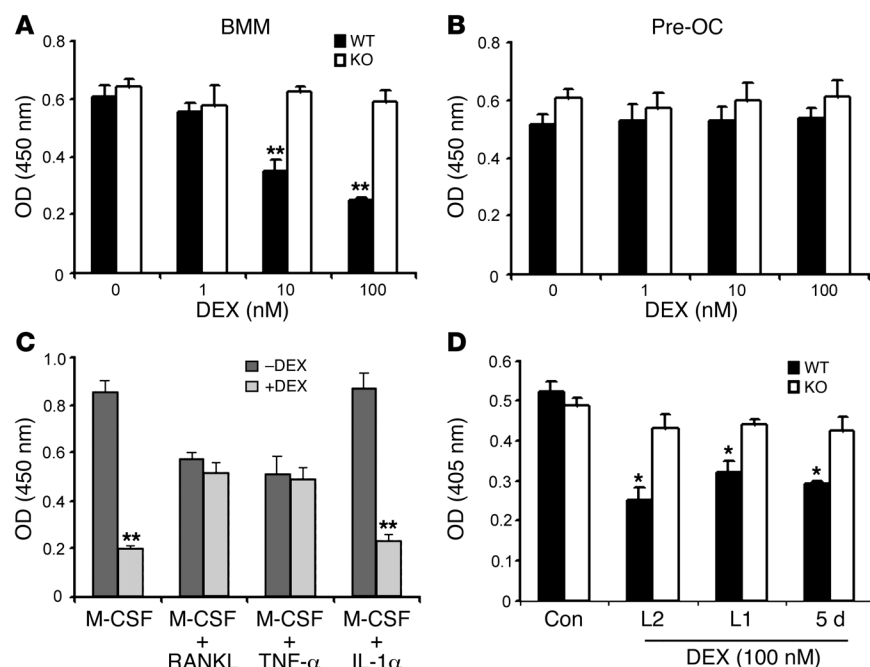 A
BMM
0.8
0.6
0.4
0.2
0
OD (450 nm)
WT
KO
**
**
0 1 10 100
DEX (nM)
B
Pre-OC
0.8
0.6
0.4
0.2
0
OD (450 nm)
0 1 10 100
DEX (nM)
C
1.0
0.8
0.6
0.4
0.2
0
OD (450 nm)
–DEX
+DEX
**
**
M-CSF M-CSF M-CSF M-CSF
+ + +
RANKL TNF-α IL-1α
D
0.6
0.5
0.4
0.3
0.2
0.1
0
OD (405 nm)
WT
KO
*
*
*
Con L2 L1 5 d
DEX (100 nM)